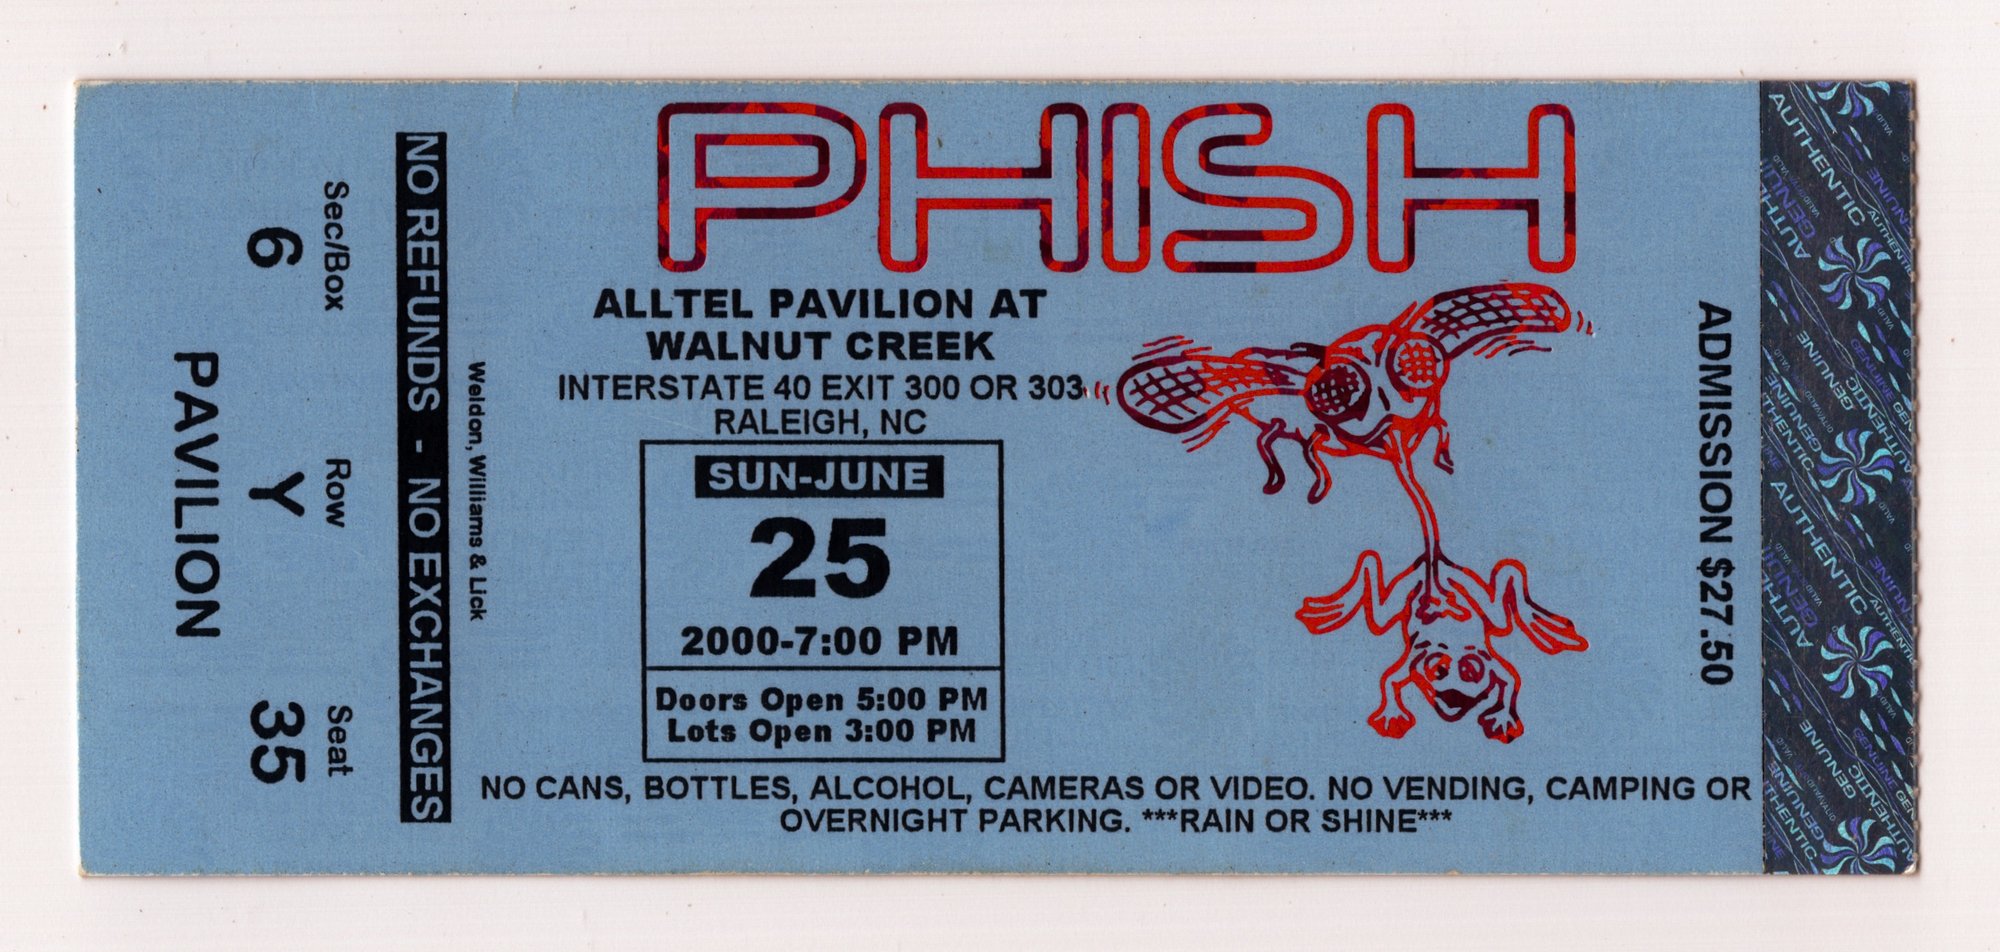 PHISH
ALLTEL PAVILION AT
WALNUT CREEK
INTERSTATE 40 EXIT 300 OR 303
RALEIGH, NC
SUN-JUNE
25
2000-7:00 PM
Doors Open 5:00 PM
Lots Open 3:00 PM
NO CANS, BOTTLES, ALCOHOL, CAMERAS OR VIDEO. NO VENDING, CAMPING OR
OVERNIGHT PARKING. ***RAIN OR SHINE***
ADMISSION $27.50
Weldon, Williams & Lick
NO REFUNDS - NO EXCHANGES
Sec/Box Row Seat
6 Y 35
PAVILION
AUTHENTIC
GENUINE
VALID